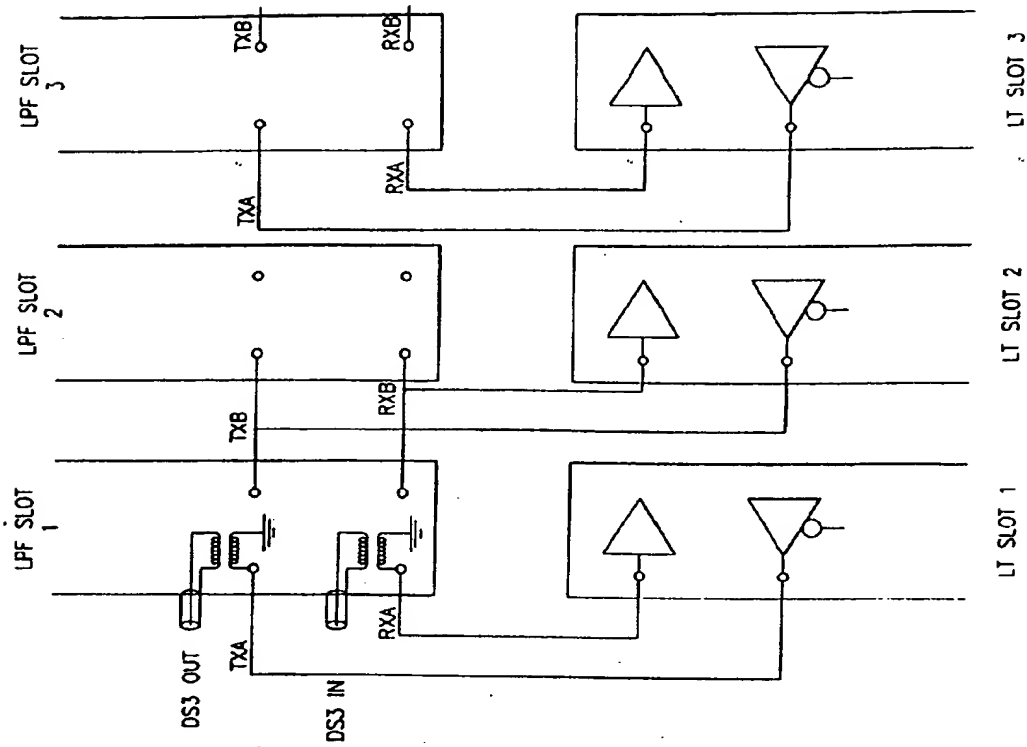 LPF SLOT
1
LPF SLOT
2
LPF SLOT
3
DS3 OUT
TXA
DS3 IN
RXA
TXB
RXB
TXA
RXA
TXB
RXB
LT SLOT 1
LT SLOT 2
LT SLOT 3